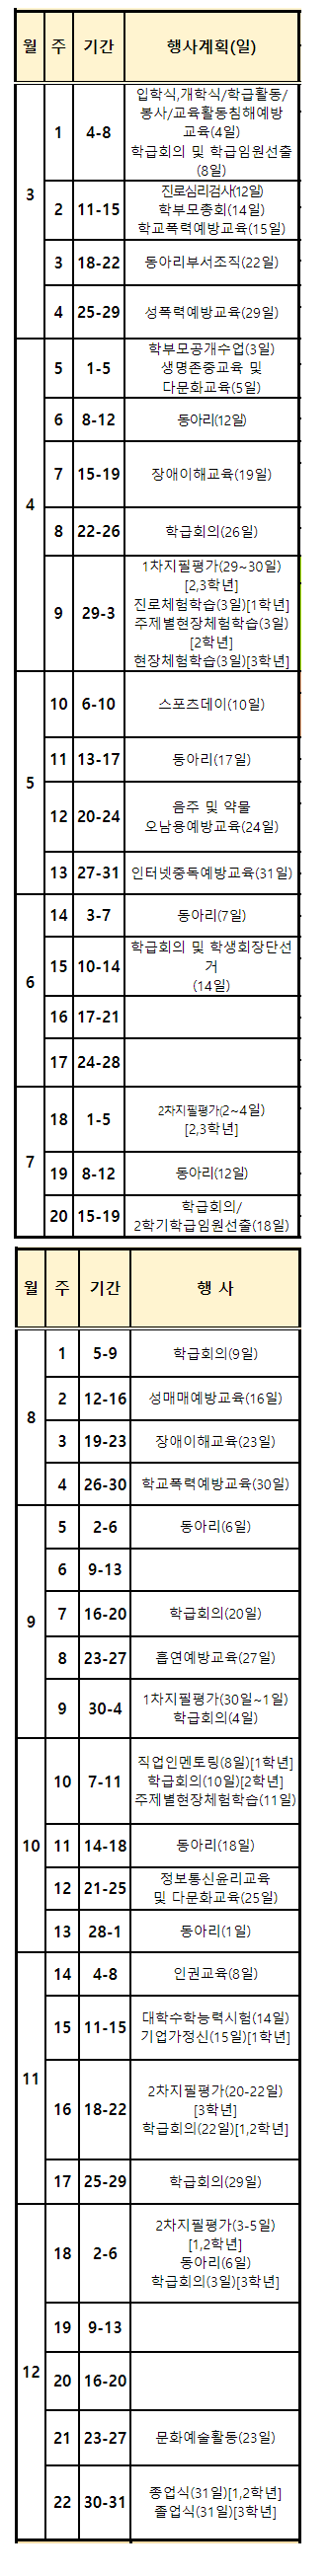 월 주 기간 행사계획(일)
3
1 4-8 입학식,개학식/학급활동/
봉사/교육활동침해예방
교육(4일)
학급회의 및 학급임원선출
(8일)
2 11-15 진로심리검사(12일)
학부모총회(14일)
학교폭력예방교육(15일)
3 18-22 동아리부서조직(22일)
4 25-29 성폭력예방교육(29일)
4
5 1-5 학부모공개수업(3일)
생명존중교육 및
다문화교육(5일)
6 8-12 동아리(12일)
7 15-19 장애이해교육(19일)
8 22-26 학급회의(26일)
9 29-3 1차지필평가(29~30일)
[2,3학년]
진로체험학습(3일)[1학년]
주제별현장체험학습(3일)
[2학년]
현장체험학습(3일)[3학년]
5
10 6-10 스포츠데이(10일)
11 13-17 동아리(17일)
12 20-24 음주 및 약물
오남용예방교육(24일)
13 27-31 인터넷중독예방교육(31일)
6
14 3-7 동아리(7일)
15 10-14 학급회의 및 학생회장단선
거
(14일)
16 17-21
17 24-28
7
18 1-5 2차지필평가(2~4일)
[2,3학년]
19 8-12 동아리(12일)
20 15-19 학급회의/
2학기학급임원선출(18일)
월 주 기간 행 사
8
1 5-9 학급회의(9일)
2 12-16 성매매예방교육(16일)
3 19-23 장애이해교육(23일)
4 26-30 학교폭력예방교육(30일)
9
5 2-6 동아리(6일)
6 9-13
7 16-20 학급회의(20일)
8 23-27 흡연예방교육(27일)
9 30-4 1차지필평가(30일~1일)
학급회의(4일)
10
10 7-11 직업인멘토링(8일)[1학년]
학급회의(10일)[2학년]
주제별현장체험학습(11일)
11 14-18 동아리(18일)
12 21-25 정보통신윤리교육
및 다문화교육(25일)
13 28-1 동아리(1일)
11
14 4-8 인권교육(8일)
15 11-15 대학수학능력시험(14일)
기업가정신(15일)[1학년]
16 18-22 2차지필평가(20-22일)
[3학년]
학급회의(22일)[1,2학년]
17 25-29 학급회의(29일)
12
18 2-6 2차지필평가(3-5일)
[1,2학년]
동아리(6일)
학급회의(3일)[3학년]
19 9-13
20 16-20
21 23-27 문화예술활동(23일)
22 30-31 종업식(31일)[1,2학년]
졸업식(31일)[3학년]